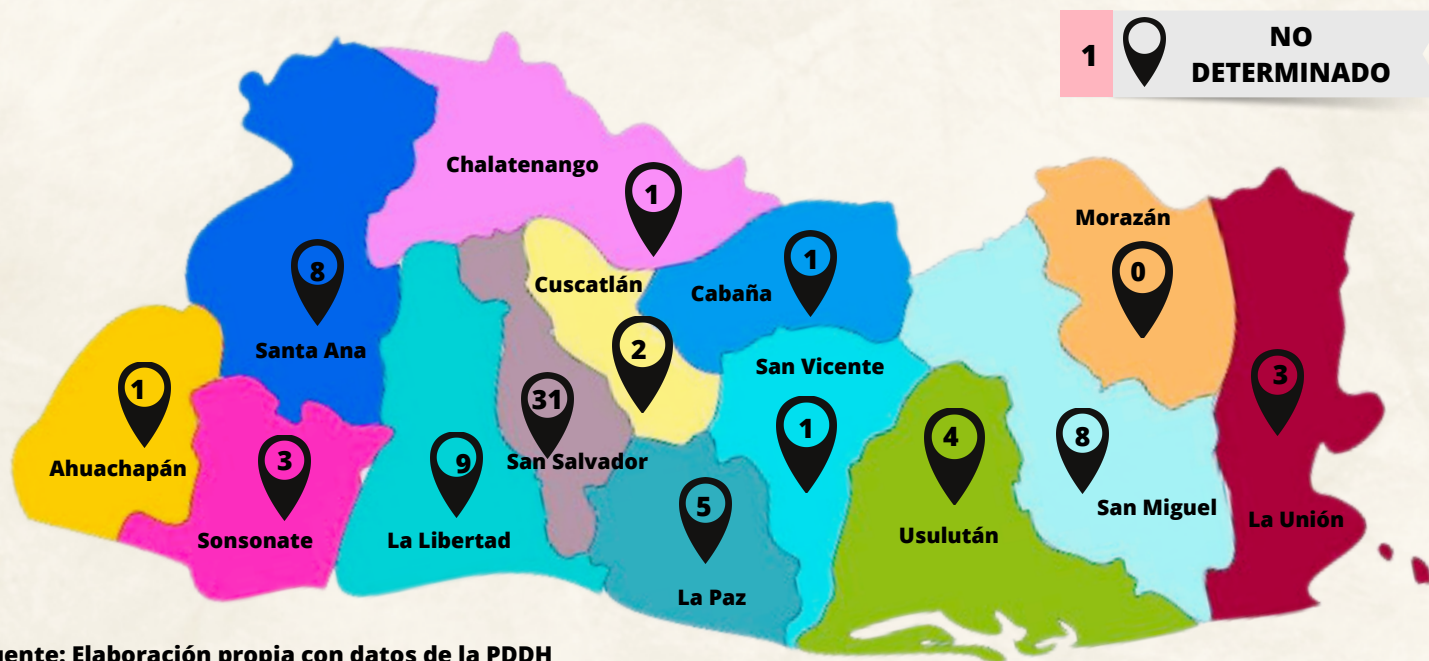 1
NO
DETERMINADO
Chalatenango
1
Morazán
0
Cuscatlán
2
Cabaña
1
8
Santa Ana
San Vicente
1
1
Ahuachapán
3
Sonsonate
9
La Libertad
31
San Salvador
5
La Paz
4
Usulután
8
San Miguel
3
La Unión
uente: Elaboración propia con datos de la PDDH